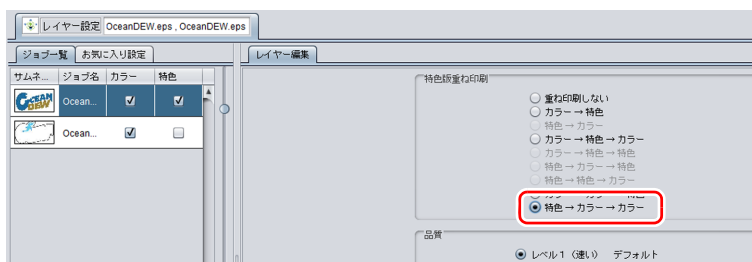 レイヤー設定 OceanDEW.eps , OceanDEW.eps
ジョブ一覧 お気に入り設定 レイヤー編集
サムネ... ジョブ名 カラー 特色
OCEAN DEW Ocean...
Ocean...
特色版重ね印刷
重ね印刷しない
カラー → 特色
特色 → カラー
カラー → 特色 → カラー
カラー → 特色 → 特色
特色 → カラー → 特色
特色 → 特色 → カラー
特色 → カラー → カラー
品質
レベル 1 (速い) デフォルト